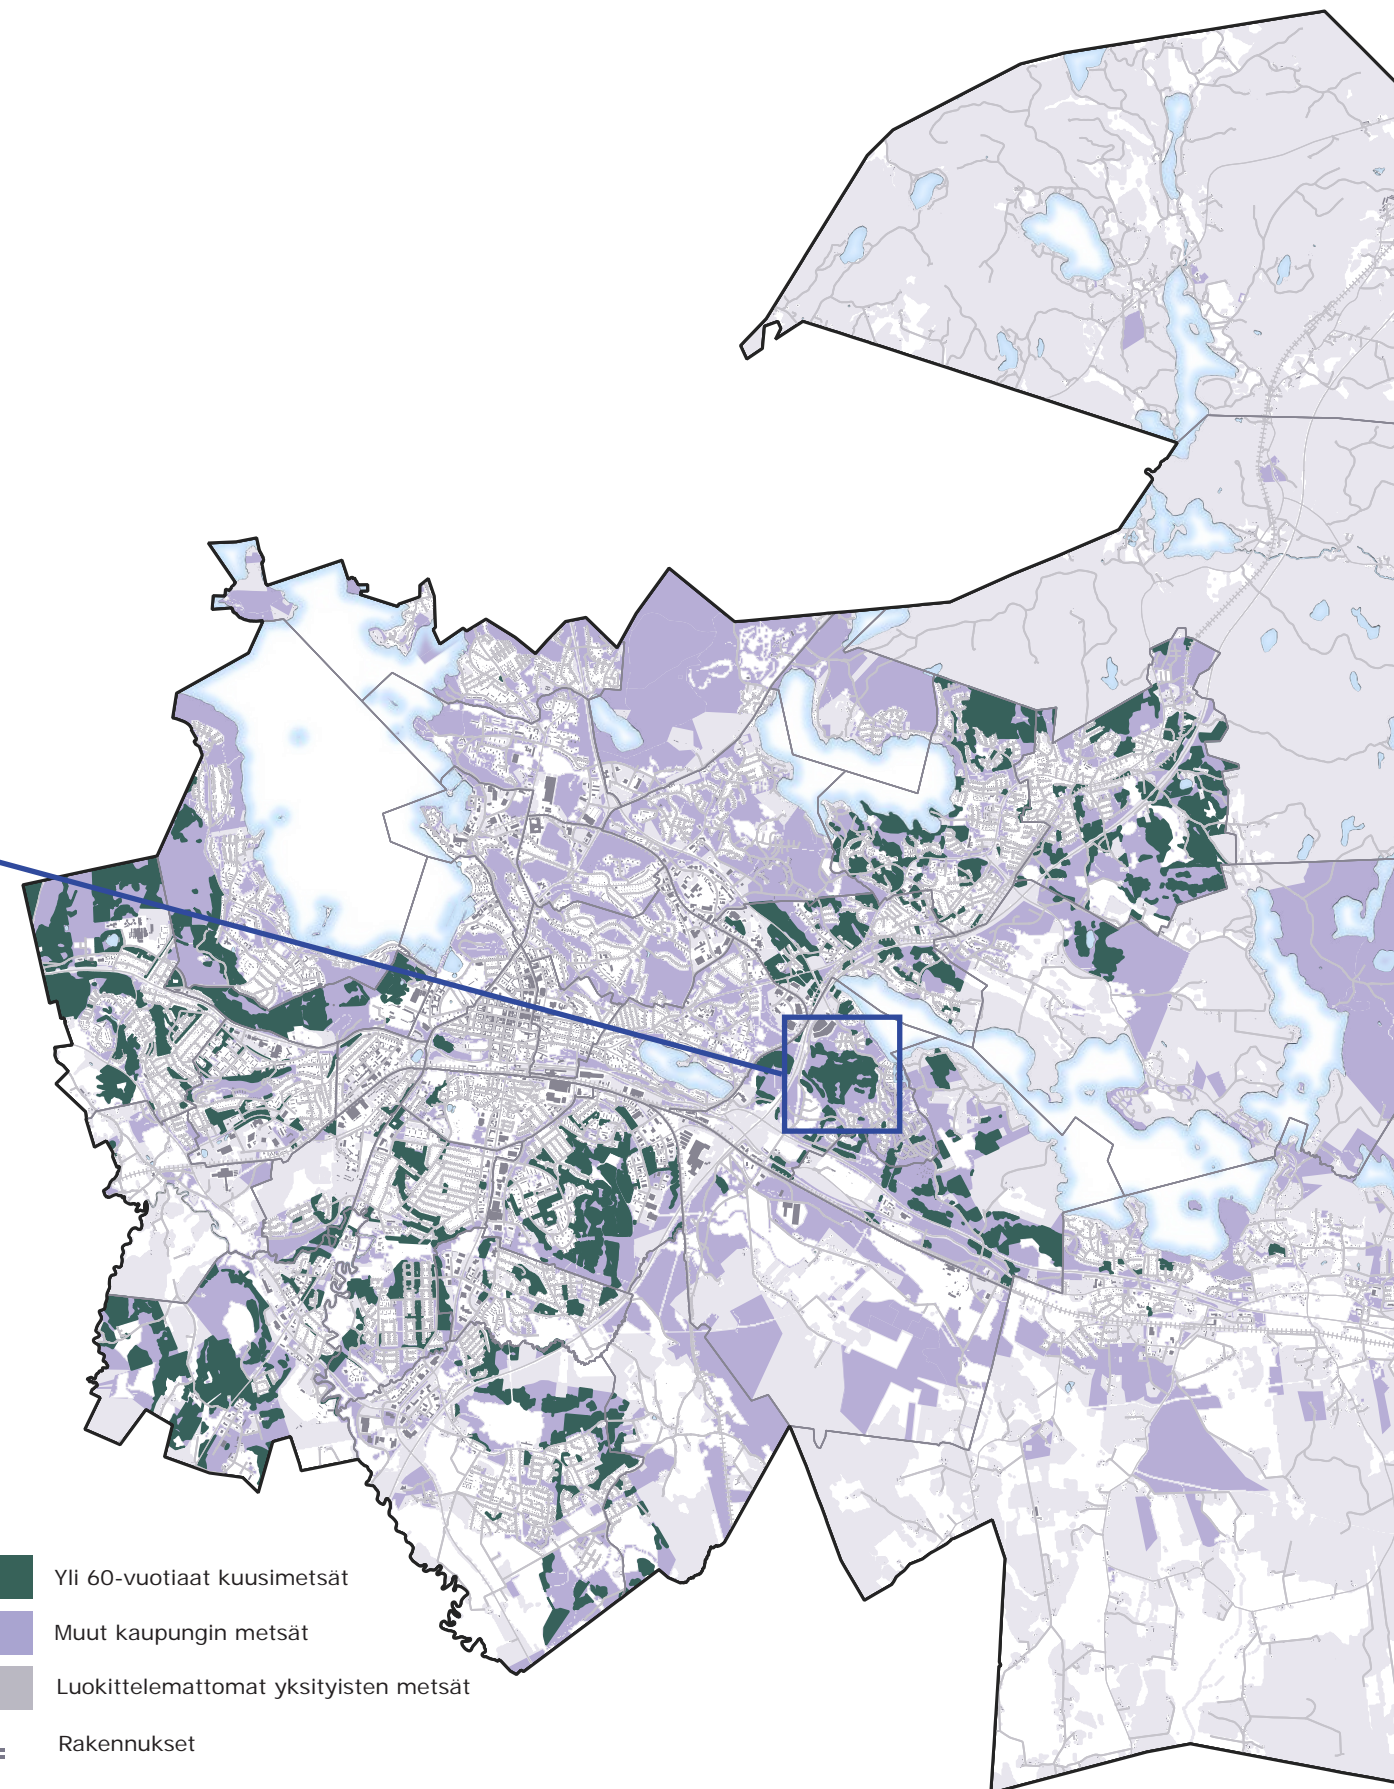 Yli 60-vuotiaat kuusimetsät
Muut kaupungin metsät
Luokittelemattomat yksityisten metsät
Rakennukset